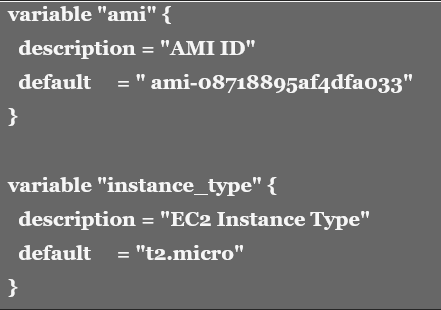 variable "ami" {
description = "AMI ID"
default = " ami-08718895af4dfa033"
}
variable "instance_type" {
description = "EC2 Instance Type"
default = "t2.micro"
}